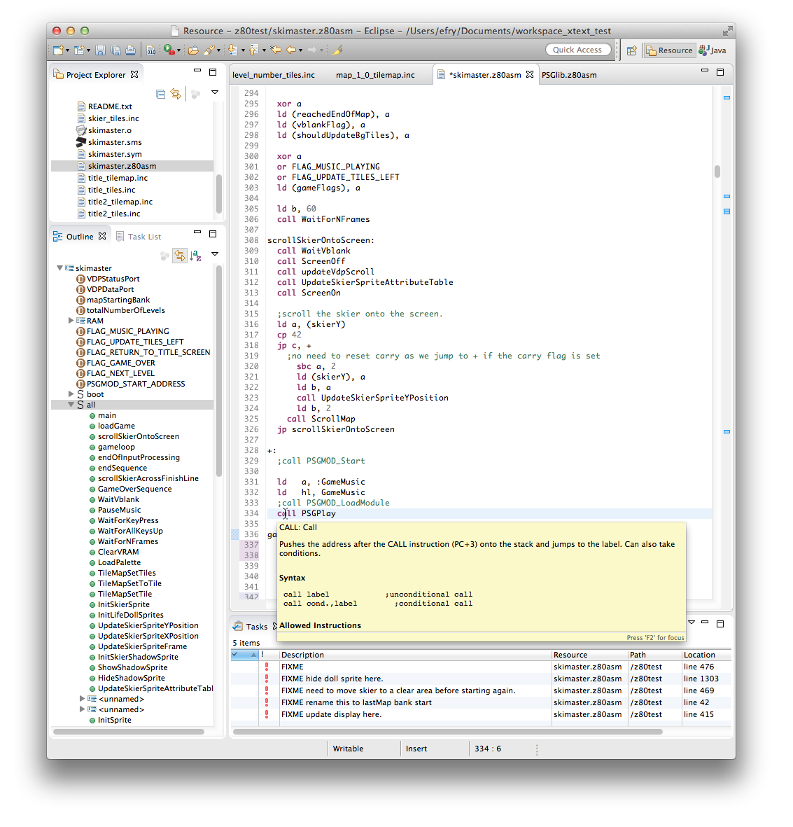 Resource - z80test/skimaster.z80asm - Eclipse - /Users/efry/Documents/workspace_xtext_test
Quick Access
Resource
Java
Project Explorer
README.txt
skier_tiles.inc
skimaster.o
skimaster.sms
skimaster.sym
skimaster.z80asm
title_tilemap.inc
title_tiles.inc
title2_tilemap.inc
title2_tiles.inc
Outline
Task List
skimaster
VDPStatusPort
VDPDataPort
mapStartingBank
totalNumberOfLevels
RAM
FLAG_MUSIC_PLAYING
FLAG_UPDATE_TILES_LEFT
FLAG_RETURN_TO_TITLE_SCREEN
FLAG_GAME_OVER
FLAG_NEXT_LEVEL
PSGMOD_START_ADDRESS
S boot
S all
main
loadGame
scrollSkierOntoScreen
gameloop
endOfInputProcessing
endSequence
scrollSkierAcrossFinishLine
GameOverSequence
WaitVblank
PauseMusic
WaitForKeyPress
WaitForAllKeysUp
WaitForNFrames
ClearVRAM
LoadPalette
TileMapSetTiles
TileMapSetToTile
TileMapSetTile
InitSkierSprite
InitLifeDollSprites
UpdateSkierSpriteYPosition
UpdateSkierSpriteXPosition
UpdateSkierSpriteFrame
InitSkierShadowSprite
ShowShadowSprite
HideShadowSprite
UpdateSkierSpriteAttributeTabl
<unnamed>
<unnamed>
InitSprite
level_number_tiles.inc
map_1_0_tilemap.inc
*skimaster.z80asm
PSGlib.z80asm
294
295 xor a
296 ld (reachedEndOfMap), a
297 ld (vblankFlag), a
298 ld (shouldUpdateBgTiles), a
299
300 xor a
301 or FLAG_MUSIC_PLAYING
302 or FLAG_UPDATE_TILES_LEFT
303 ld (gameFlags), a
304
305 ld b, 60
306 call WaitForNFrames
307
308 scrollSkierOntoScreen:
309 call WaitVblank
310 call ScreenOff
311 call updateVdpScroll
312 call UpdateSkierSpriteAttributeTable
313 call ScreenOn
314
315 ;scroll the skier onto the screen.
316 ld a, (skierY)
317 cp 42
318 jp c, +
319 ;no need to reset carry as we jump to + if the carry flag is set
320 sbc a, 2
321 ld (skierY), a
322 ld b, a
323 call UpdateSkierSpriteYPosition
324 ld b, 2
325 call ScrollMap
326 jp scrollSkierOntoScreen
327
328 +:
329 ;call PSGMOD_Start
330
331 ld a, :GameMusic
332 ld hl, GameMusic
333 ;call PSGMOD_LoadModule
334 call PSGPlay
335
336 ga
337
338
339
340
341
342
CALL: Call
Pushes the address after the CALL instruction (PC+3) onto the stack and jumps to the label. Can also take
conditions.
Syntax
call label ;unconditional call
call cond.,label ;conditional call
Allowed Instructions
Press 'F2' for focus
Tasks
5 items
! Description Resource Path Location
FIXME skimaster.z80asm /z80test line 476
FIXME hide doll sprite here. skimaster.z80asm /z80test line 1303
FIXME need to move skier to a clear area before starting again. skimaster.z80asm /z80test line 469
FIXME rename this to lastMap bank start skimaster.z80asm /z80test line 42
FIXME update display here. skimaster.z80asm /z80test line 415
Writable Insert 334 : 6